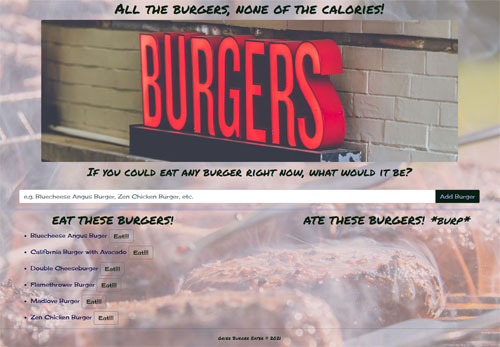 All the burgers, none of the calories!
BURGERS
If you could eat any burger right now, what would it be?
e.g. Bluecheese Angus Burger, Zen Chicken Burger, etc. Add Burger
Eat these burgers! Ate these burgers! *burp*
Bluecheese Angus Buger Eat!!!
California Burger with Avocado Eat!!!
Double Cheeseburger Eat!!!
Flamethrower Burger Eat!!!
Madlove Burger Eat!!!
Zen Chicken Burger Eat!!!
Burger Eater © 2021